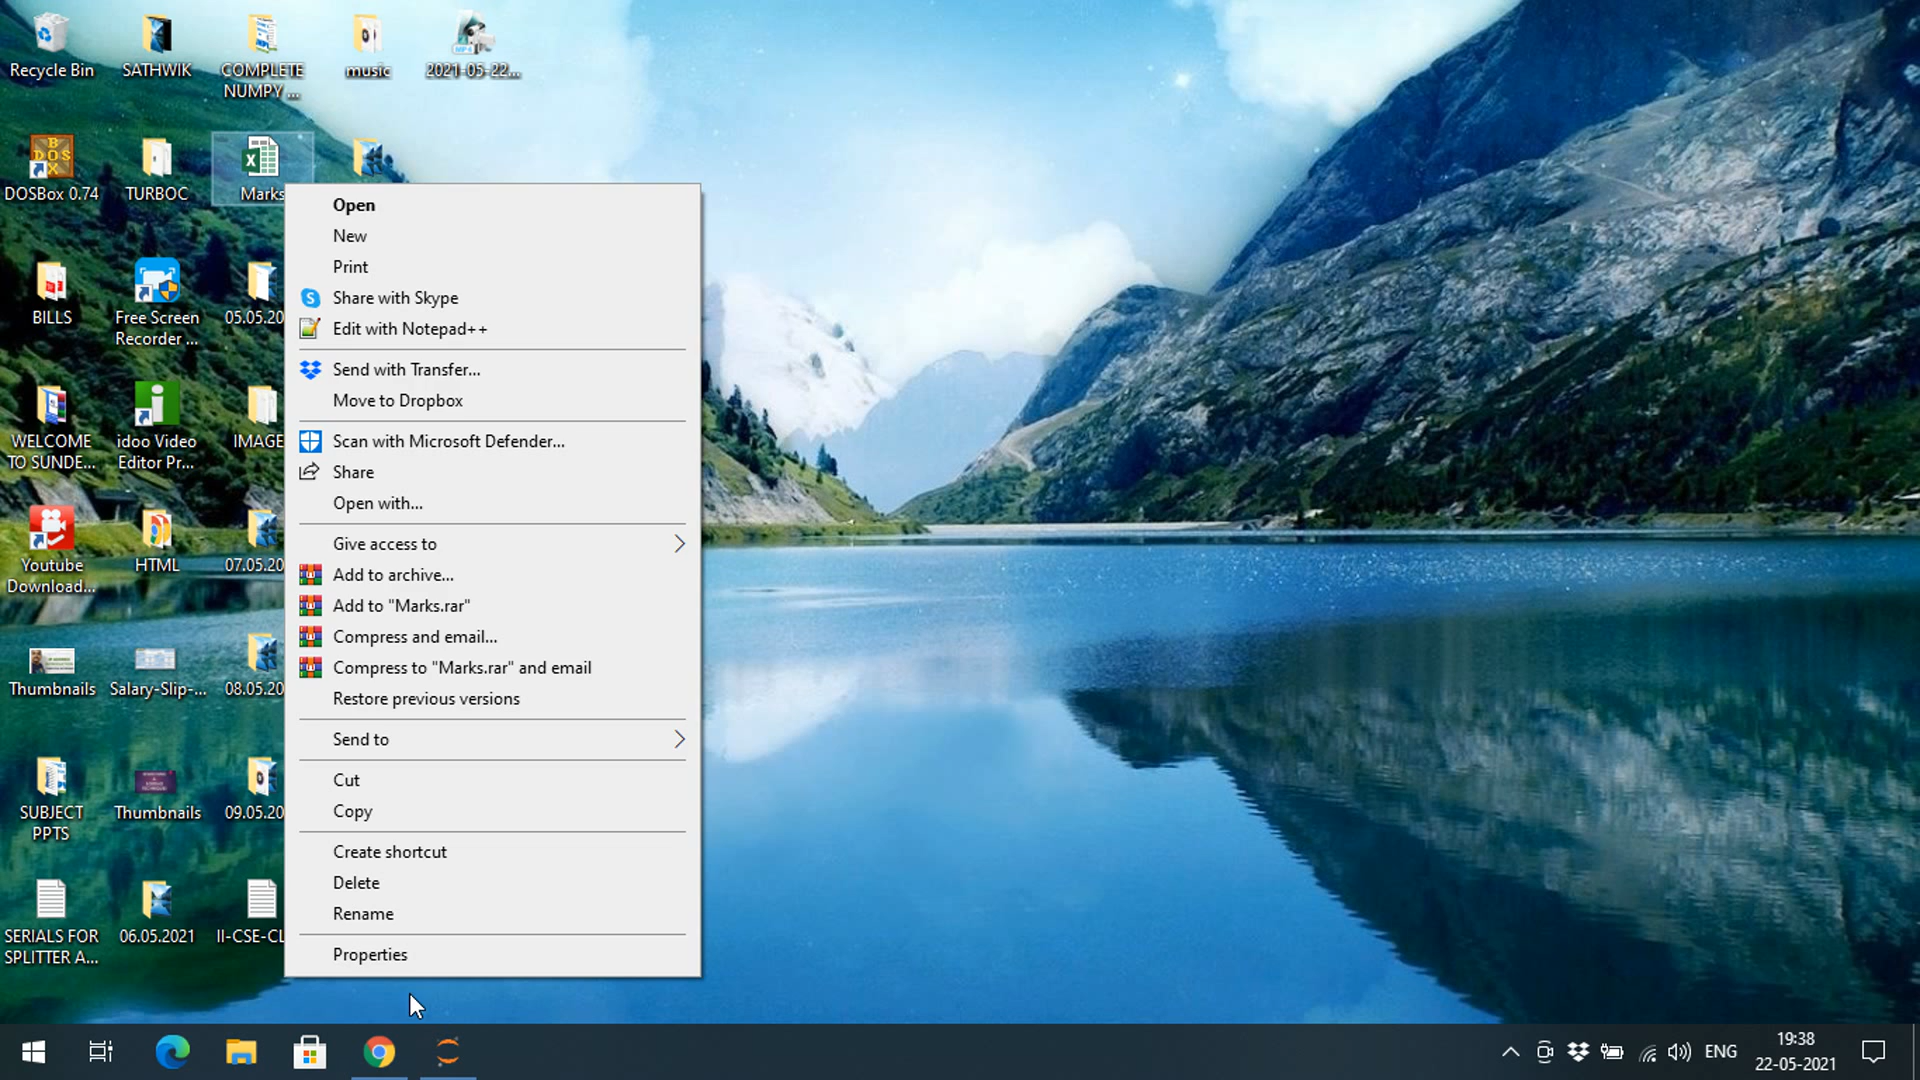 Recycle Bin
SATHWIK
COMPLETE
NUMPY ...
music
2021-05-22...
DOSBox 0.74
TURBOC
Marks
BILLS
Free Screen
Recorder ...
05.05.20
WELCOME
TO SUNDE...
idoo Video
Editor Pr...
IMAGE
Youtube
Download...
HTML
07.05.20
Thumbnails
Salary-Slip-...
08.05.20
SUBJECT
PPTS
Thumbnails
09.05.20
SERIALS FOR
SPLITTER A...
06.05.2021
II-CSE-CL
Open
New
Print
Share with Skype
Edit with Notepad++
Send with Transfer...
Move to Dropbox
Scan with Microsoft Defender...
Share
Open with...
Give access to
Add to archive...
Add to "Marks.rar"
Compress and email...
Compress to "Marks.rar" and email
Restore previous versions
Send to
Cut
Copy
Create shortcut
Delete
Rename
Properties
ENG
19:38
22-05-2021